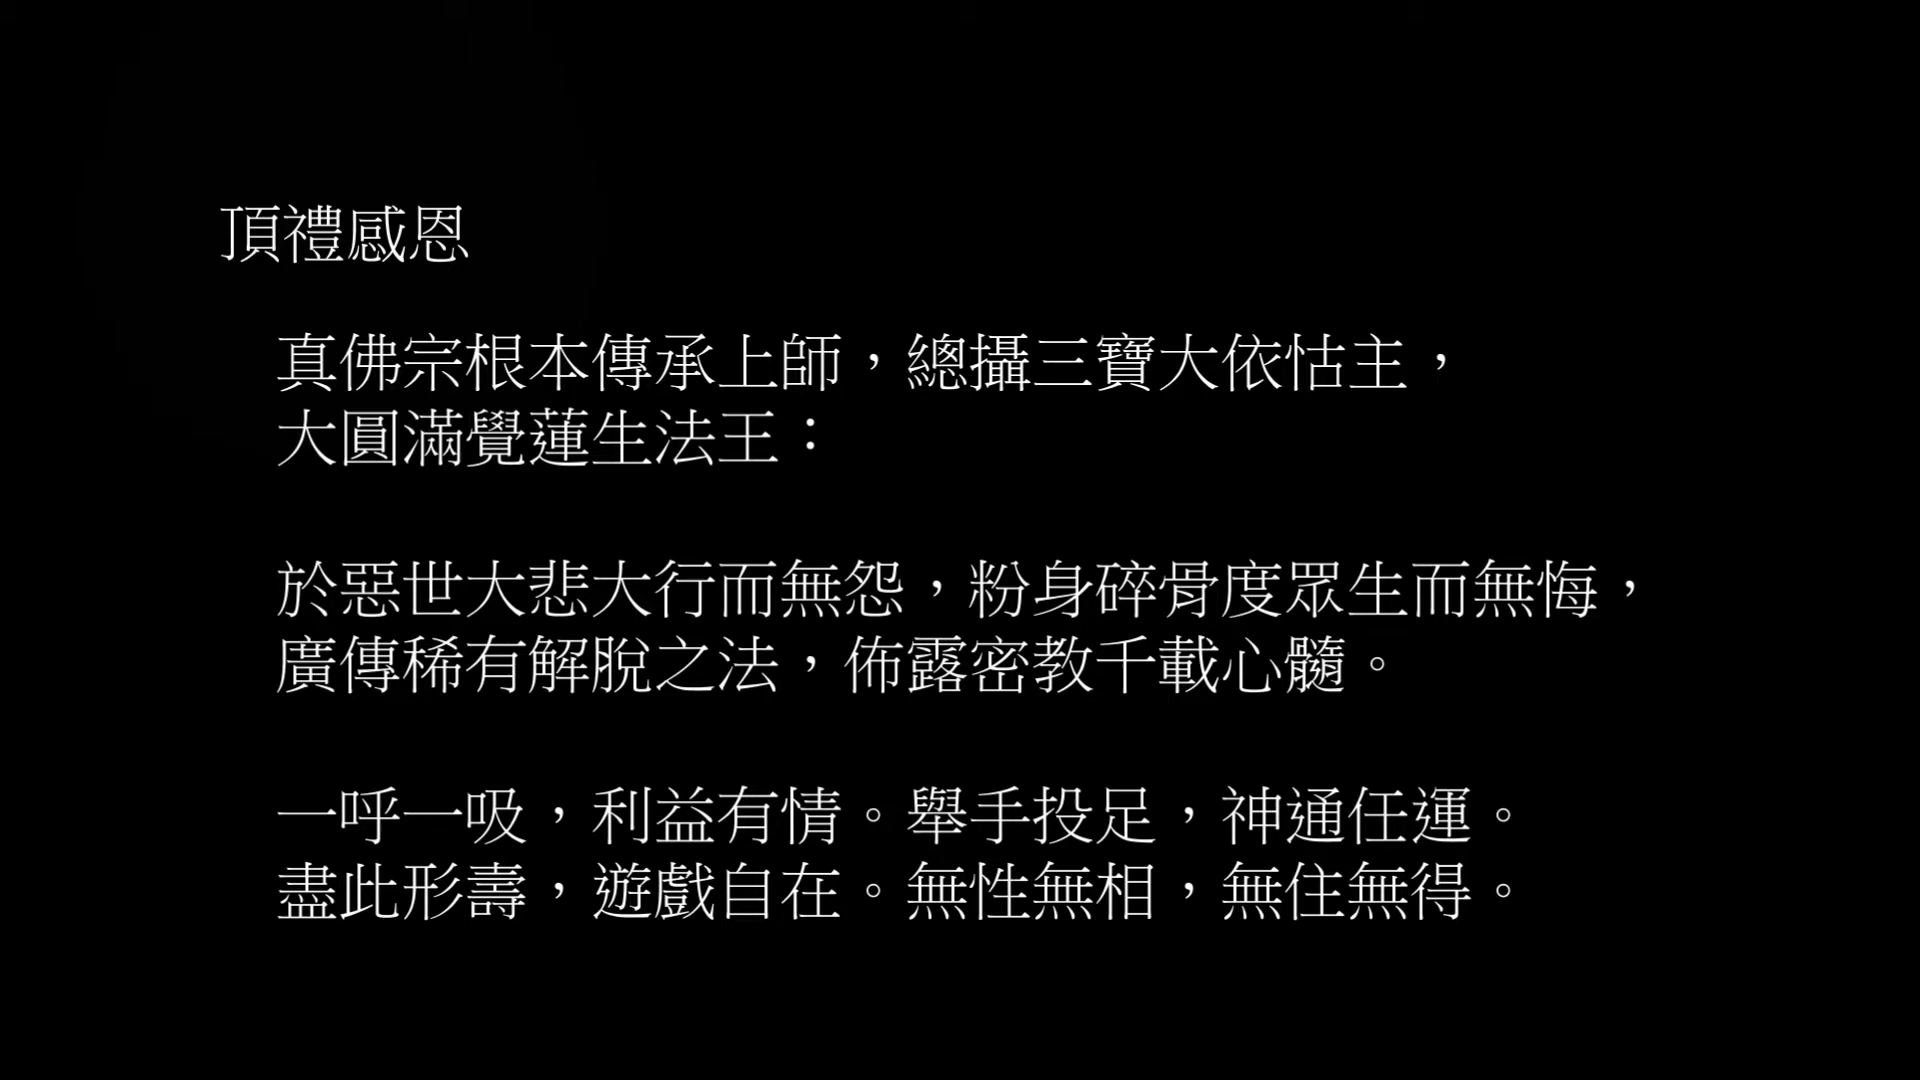 頂禮感恩
真佛宗根本傳承上師，總攝三寶大依怙主，
大圓滿覺蓮生法王：
於惡世大悲大行而無怨，粉身碎骨度眾生而無悔，
廣傳稀有解脫之法，佈露密教千載心髓。
一呼一吸，利益有情。舉手投足，神通任運。
盡此形壽，遊戲自在。無性無相，無住無得。